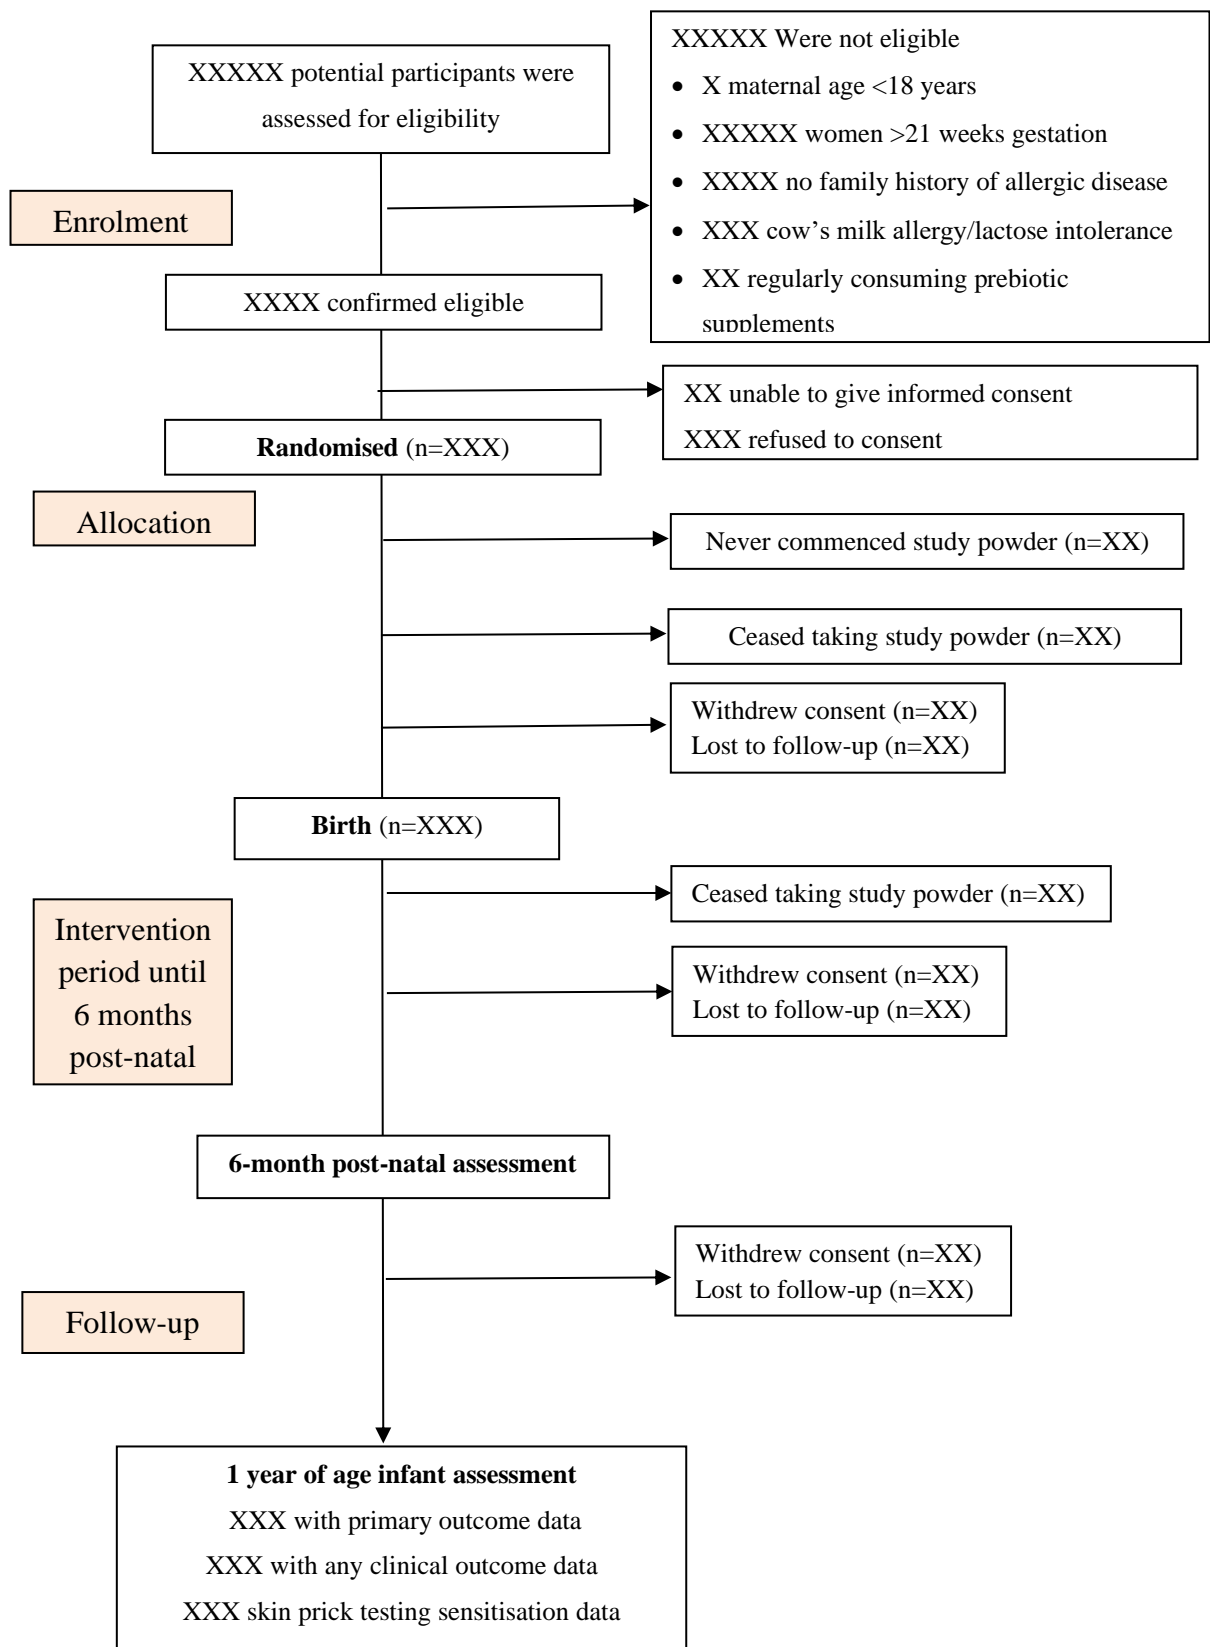 XXXXX potential participants were
assessed for eligibility
XXXXX Were not eligible
• X maternal age <18 years
• XXXXX women >21 weeks gestation
• XXXX no family history of allergic disease
• XXX cow's milk allergy/lactose intolerance
• XX regularly consuming prebiotic
supplements
Enrolment
XXXX confirmed eligible
XX unable to give informed consent
XXX refused to consent
Randomised (n=XXX)
Allocation
Never commenced study powder (n=XX)
Ceased taking study powder (n=XX)
Withdrew consent (n=XX)
Lost to follow-up (n=XX)
Birth (n=XXX)
Ceased taking study powder (n=XX)
Intervention
period until
6 months
post-natal
Withdrew consent (n=XX)
Lost to follow-up (n=XX)
6-month post-natal assessment
Withdrew consent (n=XX)
Lost to follow-up (n=XX)
Follow-up
1 year of age infant assessment
XXX with primary outcome data
XXX with any clinical outcome data
XXX skin prick testing sensitisation data